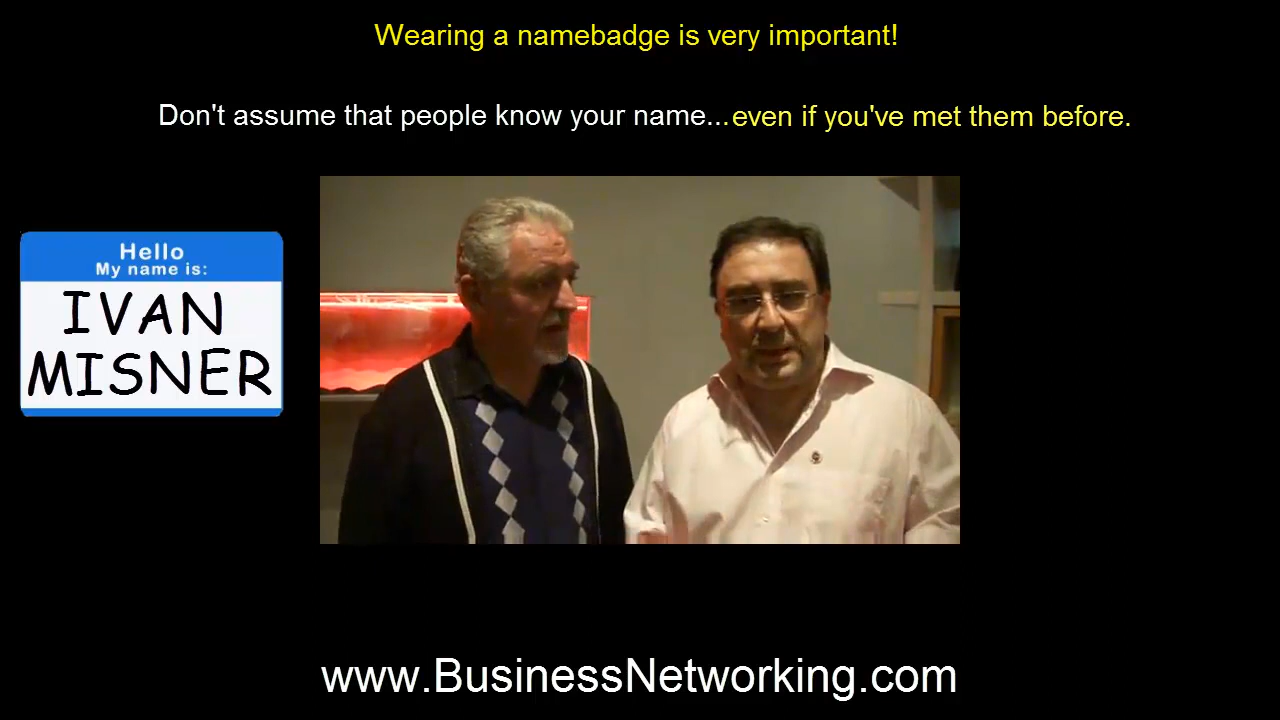 Wearing a namebadge is very important!
Don't assume that people know your name...even if you've met them before.
Hello
My name is:
IVAN
MISNER
www.BusinessNetworking.com